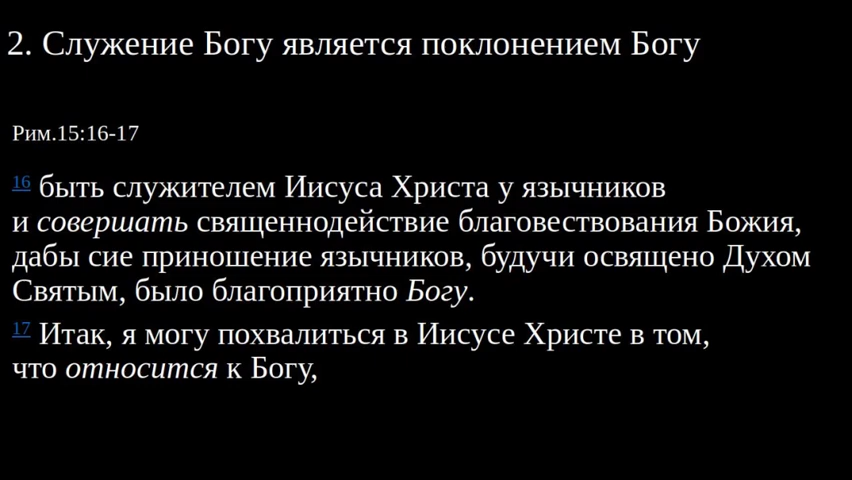 2. Служение Богу является поклонением Богу
Рим.15:16-17
16 быть служителем Иисуса Христа у язычников
и совершать священнодействие благовествования Божия,
дабы сие приношение язычников, будучи освящено Духом
Святым, было благоприятно Богу.
17 Итак, я могу похвалиться в Иисусе Христе в том,
что относится к Богу,